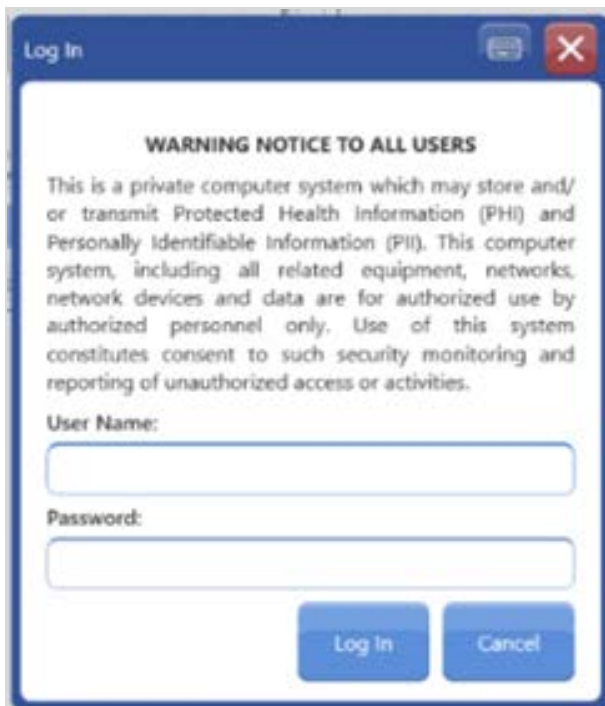 Log In
WARNING NOTICE TO ALL USERS
This is a private computer system which may store and/
or transmit Protected Health Information (PHI) and
Personally Identifiable Information (PII). This computer
system, including all related equipment, networks,
network devices and data are for authorized use by
authorized personnel only. Use of this system
constitutes consent to such security monitoring and
reporting of unauthorized access or activities.
User Name:
Password:
Log In
Cancel